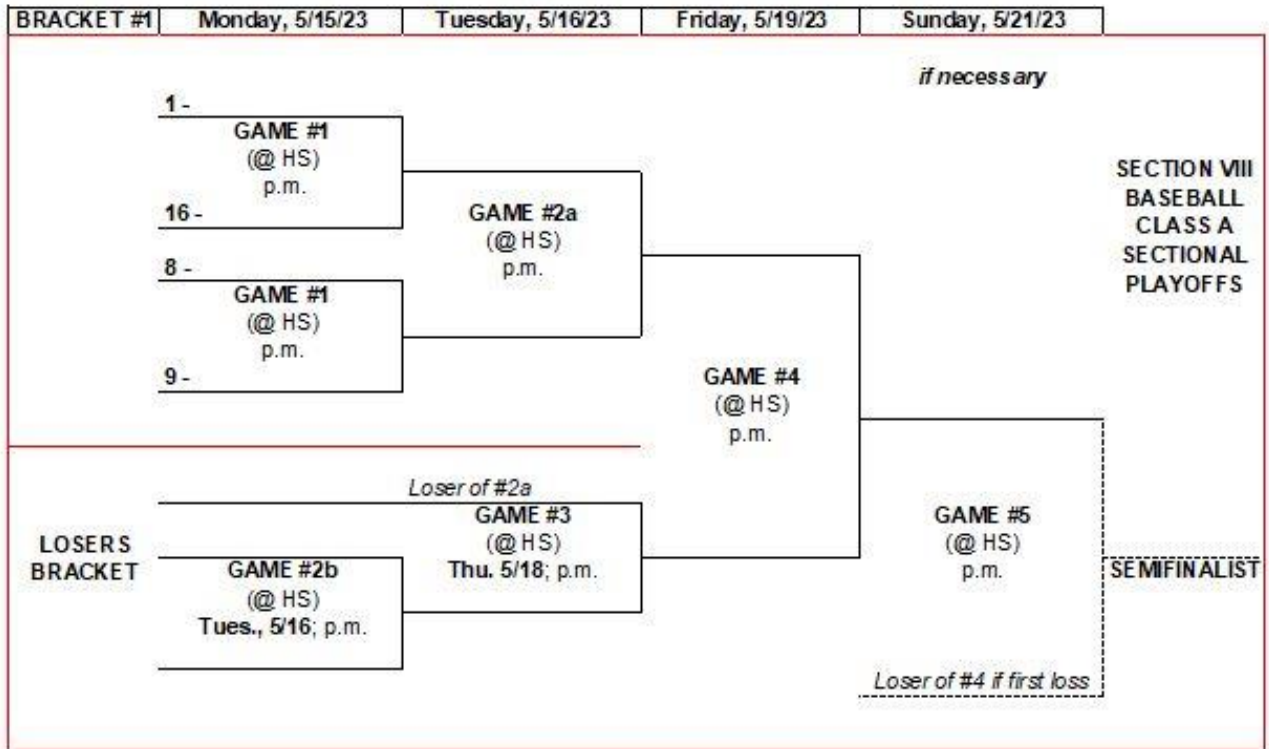 BRACKET #1 Monday, 5/15/23 Tuesday, 5/16/23 Friday, 5/19/23 Sunday, 5/21/23
if necessary
1 -
GAME #1
(@ HS)
p.m.
16 -
8 -
GAME #1
(@ HS)
p.m.
9 -
GAME #2a
(@ HS)
p.m.
GAME #4
(@ HS)
p.m.
SECTION VIII
BASEBALL
CLASS A
SECTIONAL
PLAYOFFS
LOSERS
BRACKET
Loser of #2a
GAME #2b
(@ HS)
Tues., 5/16; p.m.
GAME #3
(@ HS)
Thu. 5/18; p.m.
GAME #5
(@ HS)
p.m.
Loser of #4 if first loss
SEMIFINALIST